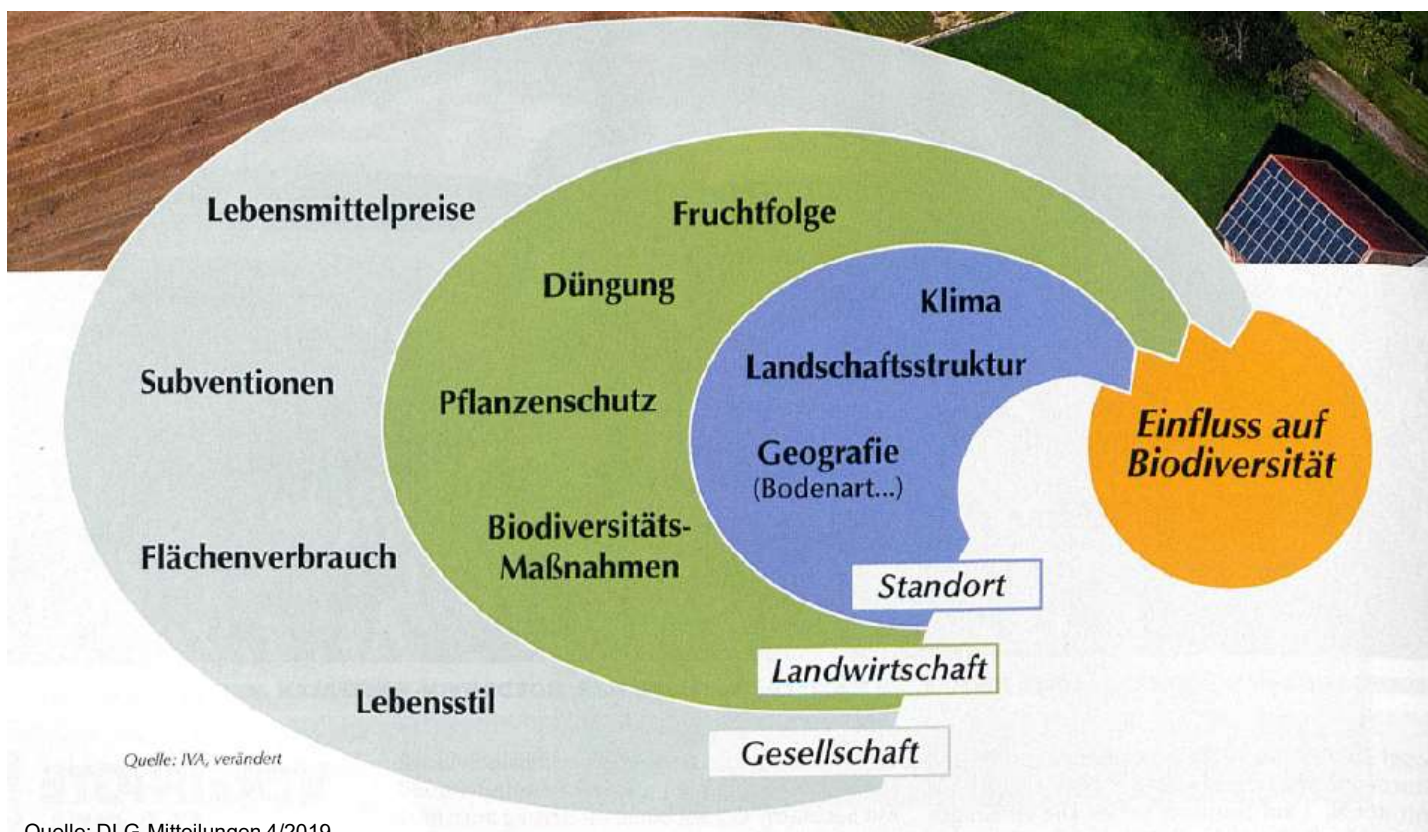 Lebensmittelpreise
Fruchtfolge
Düngung
Klima
Landschaftsstruktur
Subventionen
Pflanzenschutz
Einfluss auf
Biodiversität
Geografie
(Bodenart...)
Biodiversitäts-
Maßnahmen
Flächenverbrauch
Standort
Landwirtschaft
Lebensstil
Gesellschaft
Quelle: IVA, verändert
Quelle: DLG-Mitteilungen 4/2019